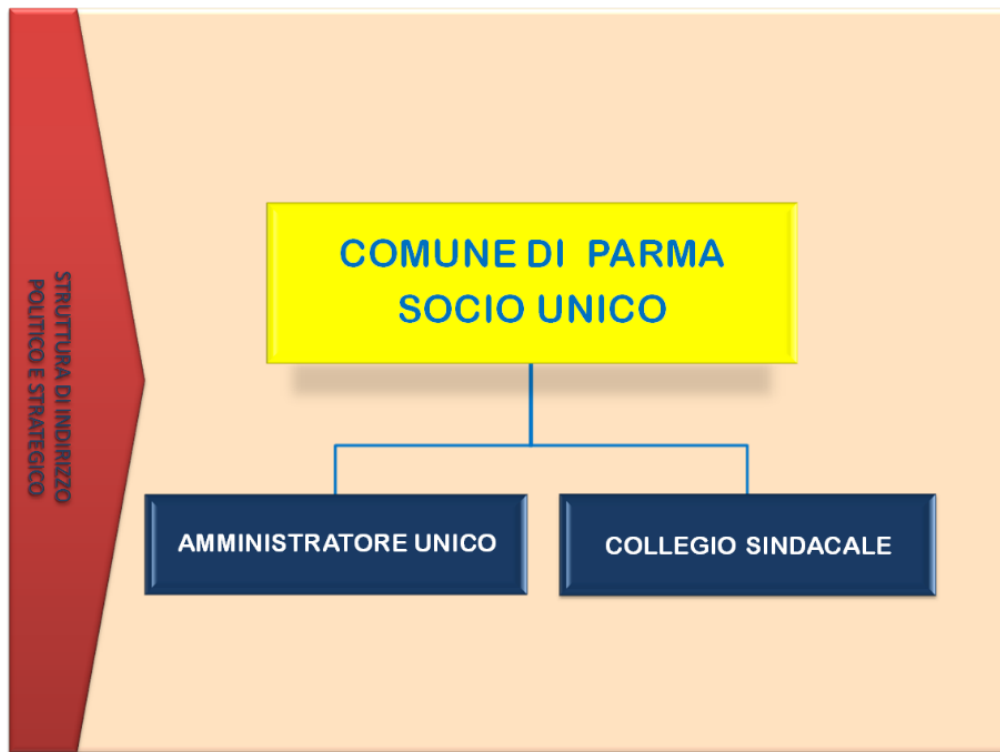 STRUTTURA DI INDIRIZZO
POLITICO E STRATEGICO
COMUNE DI PARMA
SOCIO UNICO
AMMINISTRATORE UNICO
COLLEGIO SINDACALE